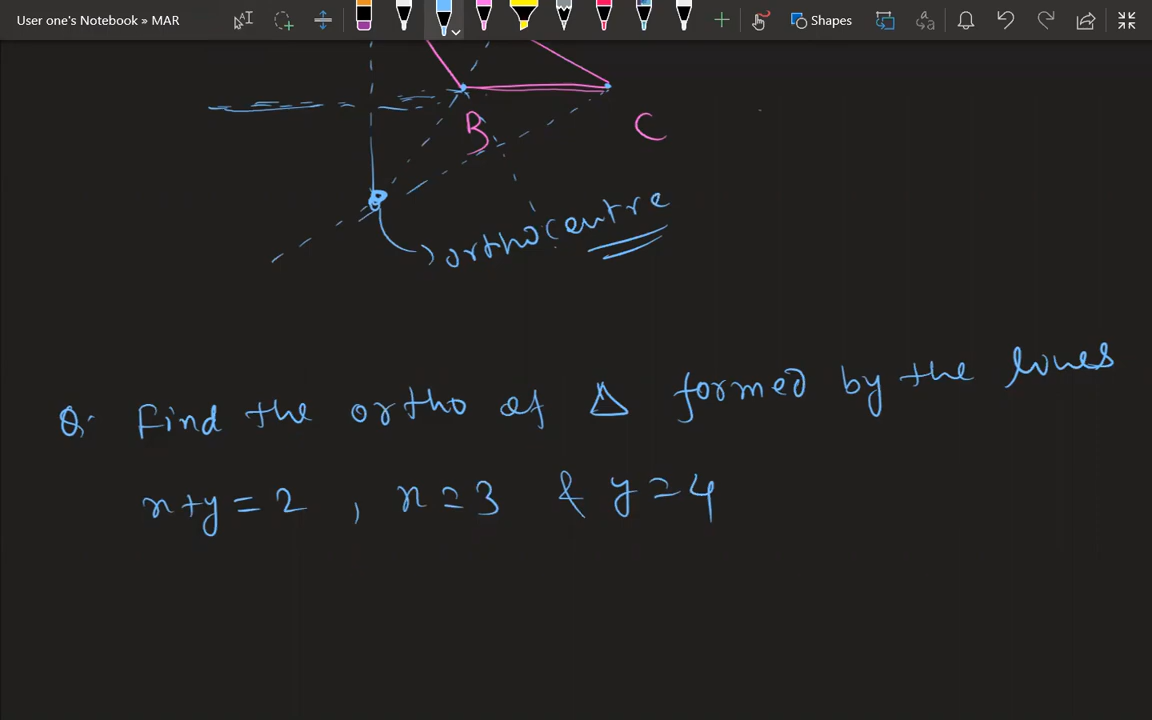 User one's Notebook » MAR
Shapes
B
C
orthocentre
Q. Find the ortho of Δ formed by the lines
x+y = 2 , x = 3 & y = 4